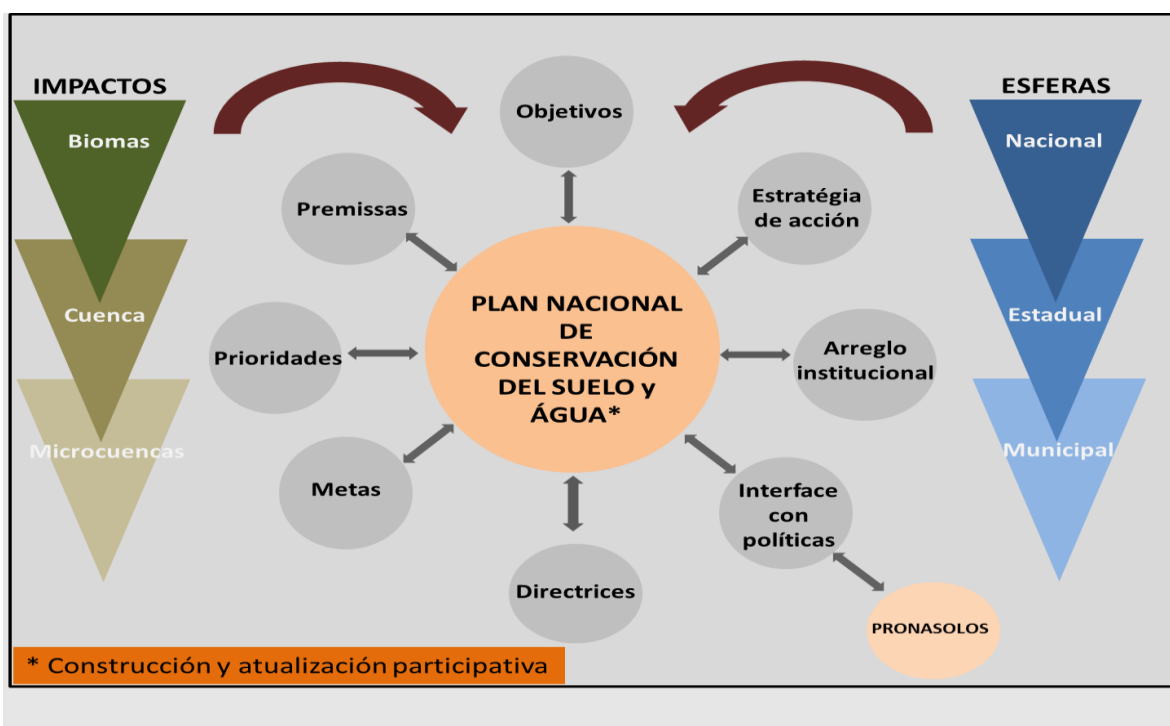 IMPACTOS
Biomas
Cuenca
Microcuencas
Objetivos
Premissas
Estratégia
de acción
Prioridades
PLAN NACIONAL
DE
CONSERVACIÓN
DEL SUELO y
ÁGUA*
Arreglo
institucional
Metas
Interface
con
políticas
Directrices
PRONASOLOS
ESFERAS
Nacional
Estadual
Municipal
* Construcción y atualización participativa